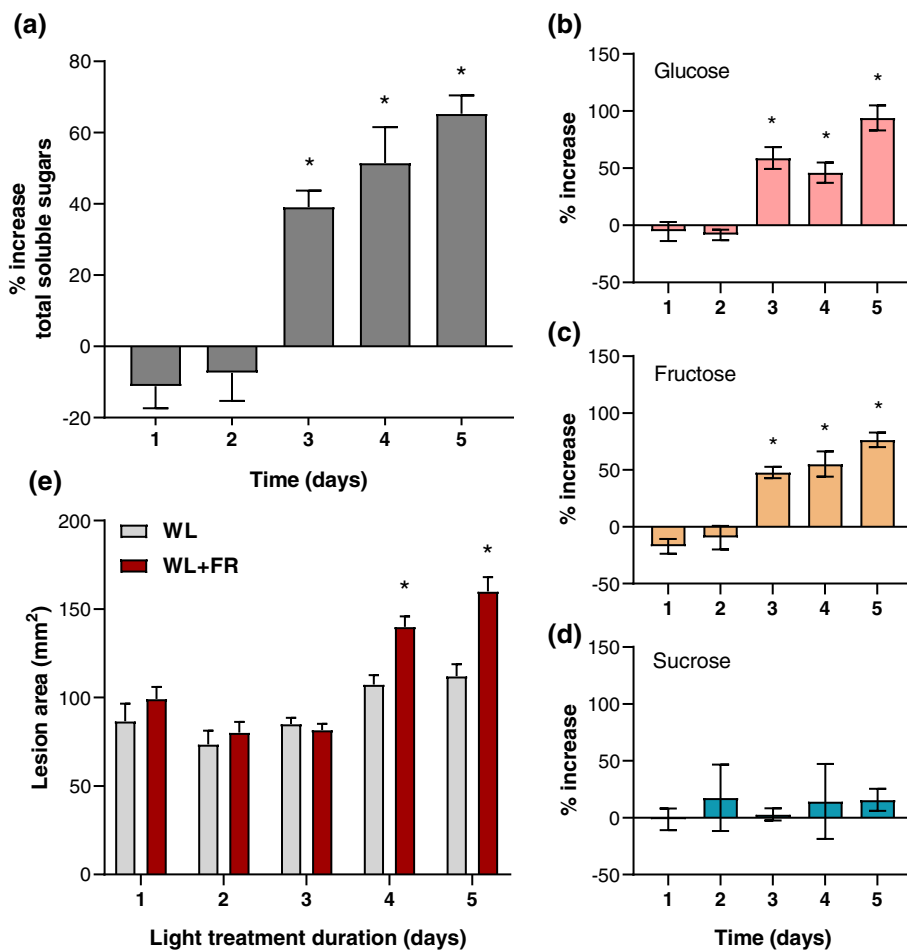 (a)
% increase
total soluble sugars
80
60
40
20
0
-20
*
*
*
1 2 3 4 5
Time (days)
(b)
Glucose
% increase
150
100
50
0
-50
*
*
*
1 2 3 4 5
(c)
Fructose
% increase
150
100
50
0
-50
*
*
*
1 2 3 4 5
(d)
Sucrose
% increase
150
100
50
0
-50
1 2 3 4 5
Time (days)
(e)
WL
WL+FR
Lesion area (mm²)
200
150
100
50
0
*
*
1 2 3 4 5
Light treatment duration (days)